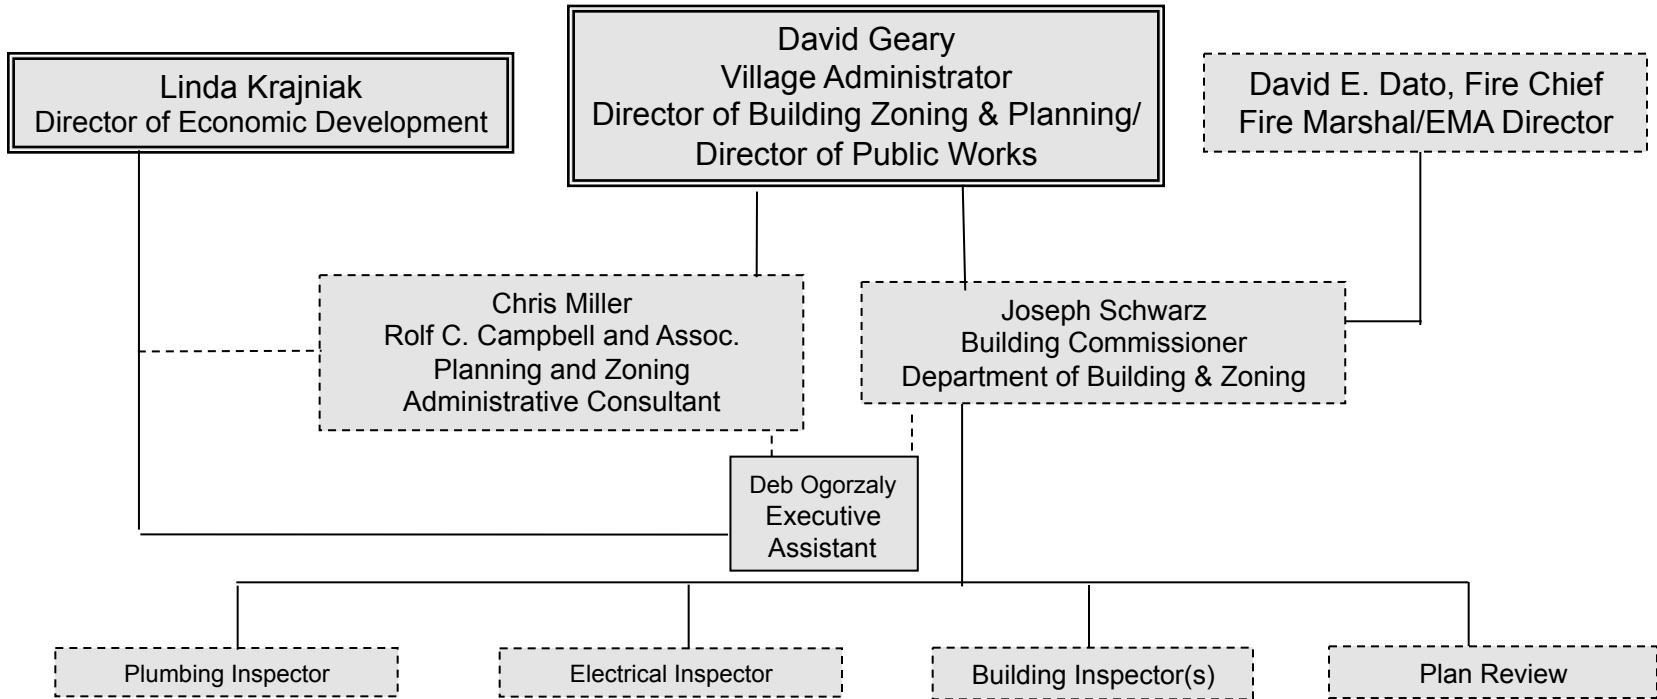 Linda Krajniak
Director of Economic Development
David Geary
Village Administrator
Director of Building Zoning & Planning/
Director of Public Works
David E. Dato, Fire Chief
Fire Marshal/EMA Director
Chris Miller
Rolf C. Campbell and Assoc.
Planning and Zoning
Administrative Consultant
Joseph Schwarz
Building Commissioner
Department of Building & Zoning
Deb Ogorzaly
Executive
Assistant
Plumbing Inspector
Electrical Inspector
Building Inspector(s)
Plan Review